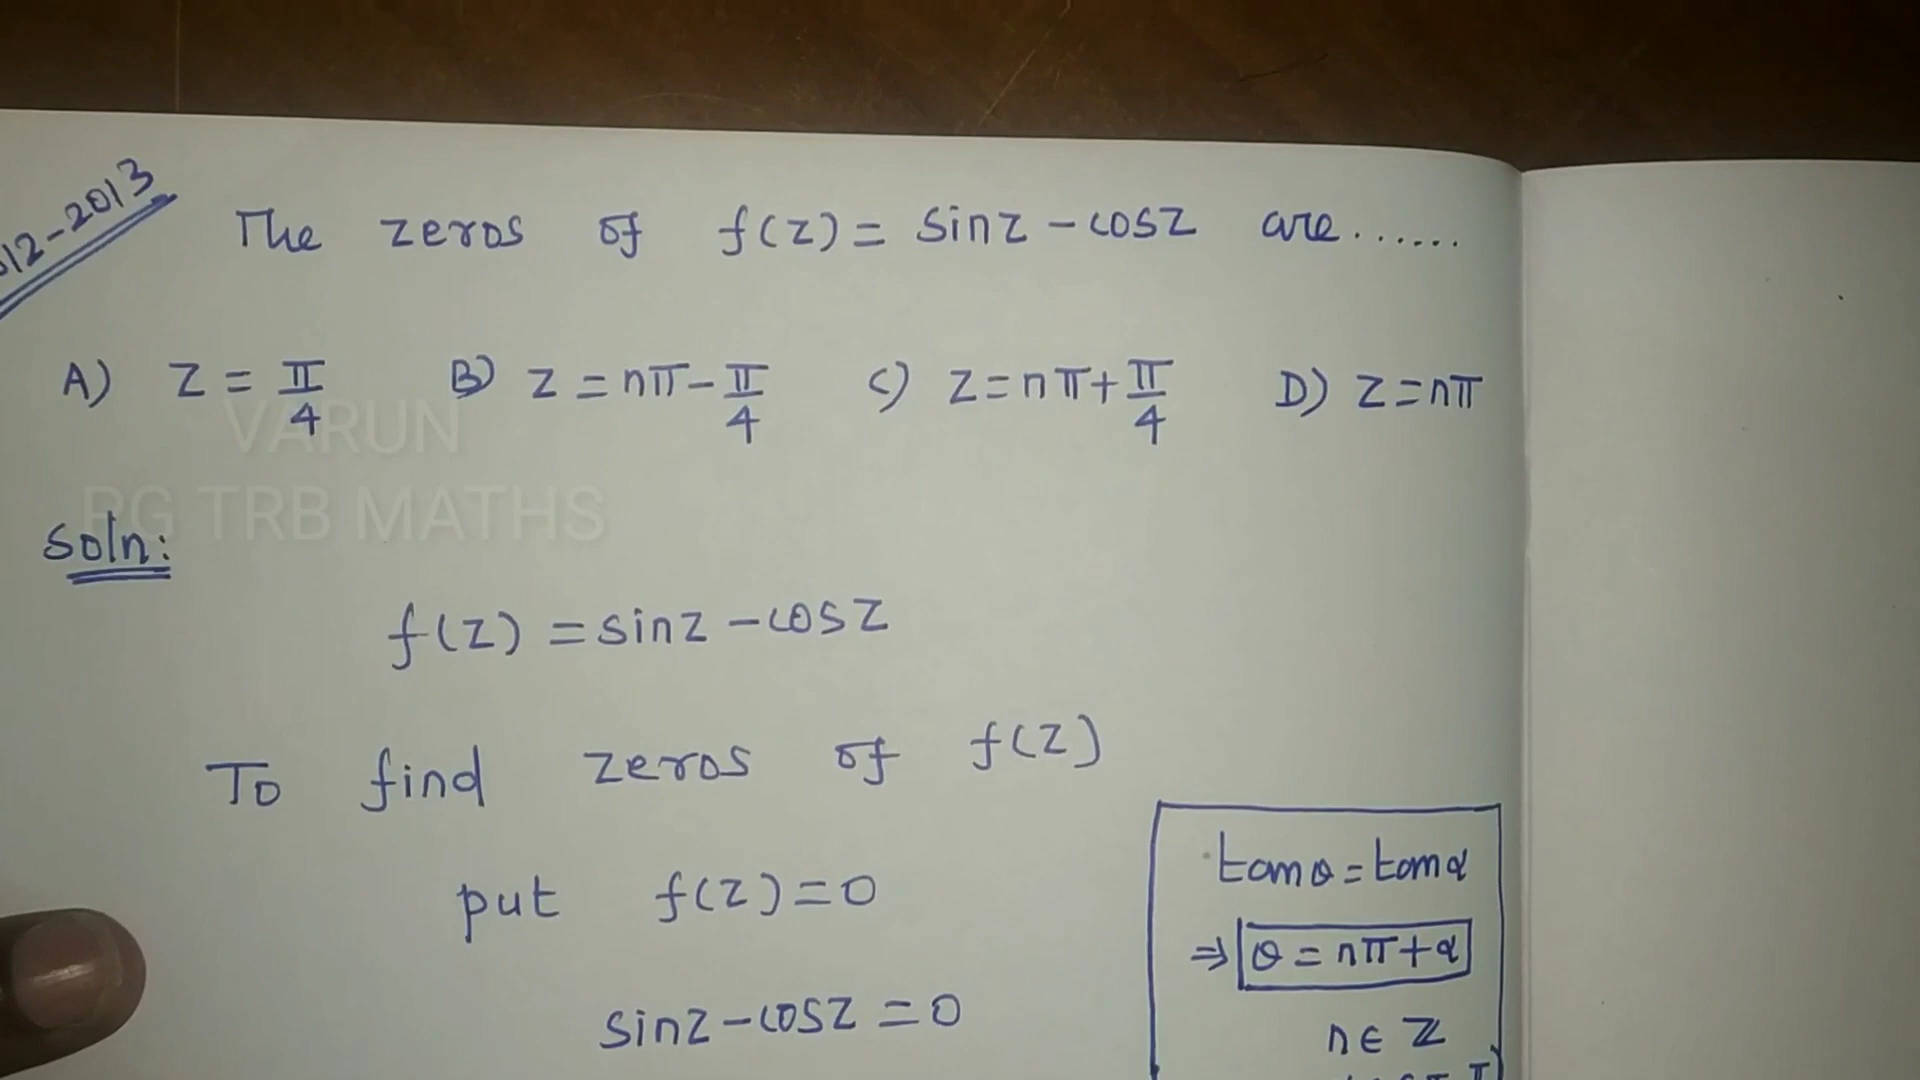 12-2013
The zeros of f(z) = sinz - cosz are......
A) z = π/4 B) z = nπ - π/4 C) z = nπ + π/4 D) z = nπ
VARUN
PG TRB MATHS
Soln:
f(z) = sinz - cosz
To find zeros of f(z)
put f(z) = 0
sinz - cosz = 0
tanθ = tanα
⇒ θ = nπ + α
n ∈ ℤ